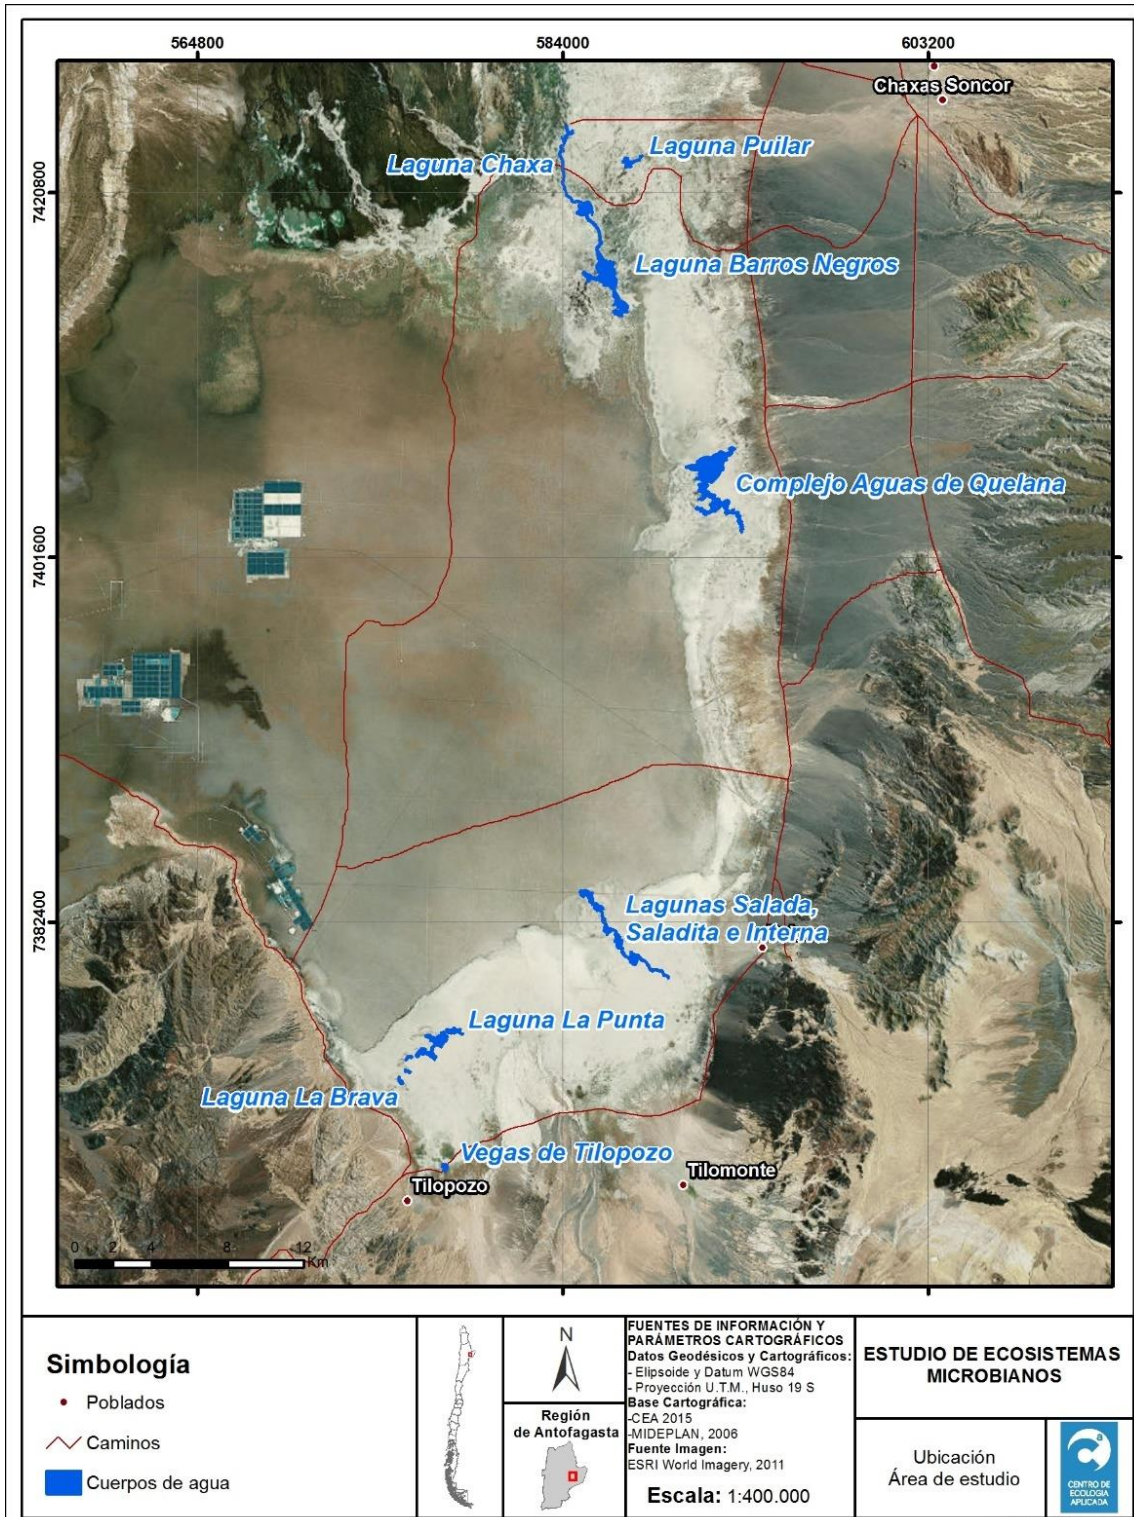 564800
584000
603200
7420800
7401600
7382400
Chaxas Soncor
Laguna Puilar
Laguna Chaxa
Laguna Barros Negros
Complejo Aguas de Quelana
Lagunas Salada,
Saladita e Interna
Laguna La Punta
Laguna La Brava
Vegas de Tilopozo
Tilopozo
Tilomonte
0 2 4 8 12
Km
Simbología
Poblados
Caminos
Cuerpos de agua
N
Región
de Antofagasta
FUENTES DE INFORMACIÓN Y
PARÁMETROS CARTOGRÁFICOS
Datos Geodésicos y Cartográficos:
- Elipsoide y Datum WGS84
- Proyección U.T.M., Huso 19 S
Base Cartográfica:
-CEA 2015
-MIDEPLAN, 2006
Fuente Imagen:
ESRI World Imagery, 2011
Escala: 1:400.000
ESTUDIO DE ECOSISTEMAS
MICROBIANOS
Ubicación
Área de estudio
a
CENTRO DE
ECOLOGIA
APLICADA